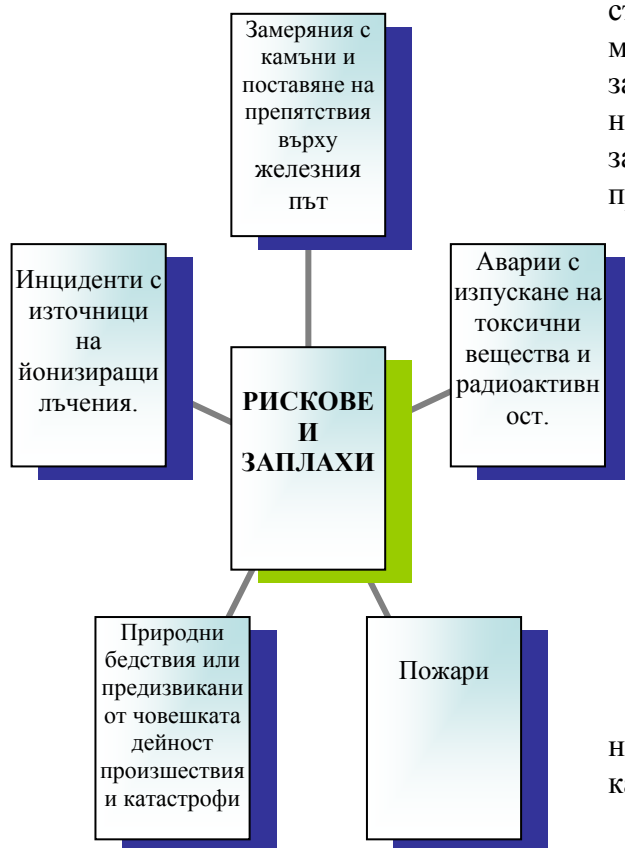 Замеряния с
камъни и
поставяне на
препятствия
върху
железния
път
Инциденти с
източници
на
йонизиращи
лъчения.
РИСКОВЕ
И
ЗАПЛАХИ
Аварии с
изпускане на
токсични
вещества и
радиоактивн
ост.
Природни
бедствия или
предизвикани
от човешката
дейност
произшествия
и катастрофи
Пожари